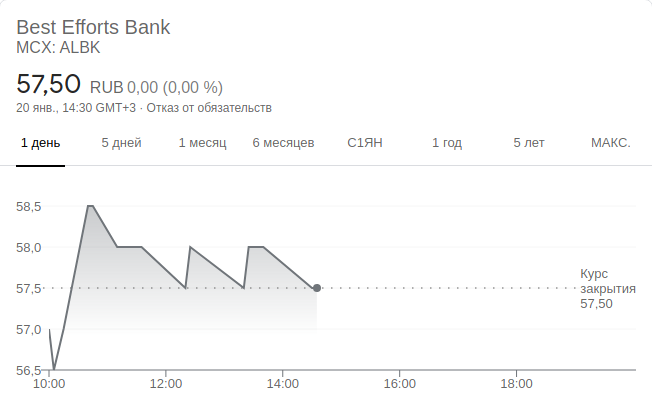 Best Efforts Bank
MCX: ALBK
57,50 RUB 0,00 (0,00 %)
20 янв., 14:30 GMT+3 · Отказ от обязательств
1 день 5 дней 1 месяц 6 месяцев С1ЯН 1 год 5 лет МАКС.
58,5
58,0
57,5
57,0
56,5
Курс
закрытия
57,50
10:00 12:00 14:00 16:00 18:00